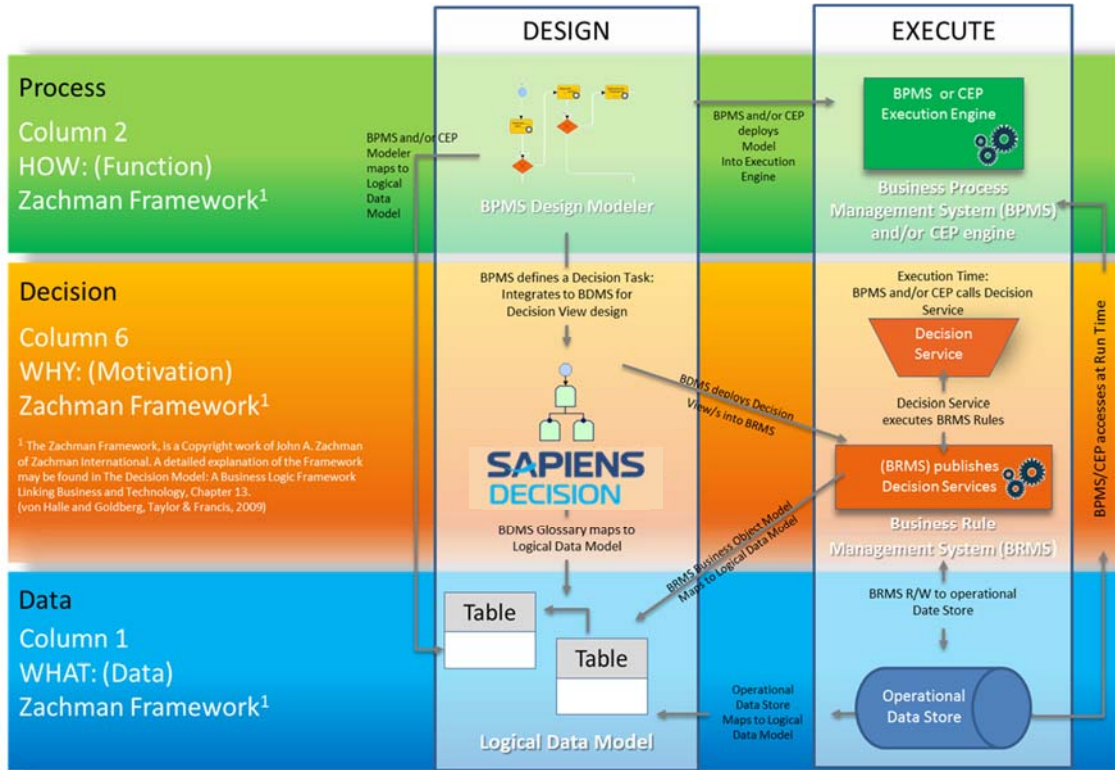 DESIGN
EXECUTE
Process
Column 2
HOW: (Function)
Zachman Framework1
BPMS and/or CEP
Modeler
maps to
Logical
Data
Model
BPMS Design Modeler
BPMS and/or CEP
deploys
Model
Into Execution
Engine
BPMS or CEP
Execution Engine
Business Process
Management System (BPMS)
and/or CEP engine
Decision
Column 6
WHY: (Motivation)
Zachman Framework1
1 The Zachman Framework, is a Copyright work of John A. Zachman
of Zachman International. A detailed explanation of the Framework
may be found in The Decision Model: A Business Logic Framework
Linking Business and Technology, Chapter 13.
(von Halle and Goldberg, Taylor & Francis, 2009)
BPMS defines a Decision Task:
Integrates to BDMS for
Decision View design
SAPIENS
DECISION
BDMS Glossary maps to
Logical Data Model
BDMS deploys Decision
View/s into BRMS
BRMS Business Object Model
Maps to Logical Data Model
Execution Time:
BPMS and/or CEP calls Decision
Service
Decision
Service
Decision Service
executes BRMS Rules
(BRMS) publishes
Decision Services
Business Rule
Management System (BRMS)
BPMS/CEP accesses at Run Time
Data
Column 1
WHAT: (Data)
Zachman Framework1
Table
Table
Logical Data Model
Operational
Data Store
Maps to Logical
Data Model
BRMS R/W to operational
Date Store
Operational
Data Store